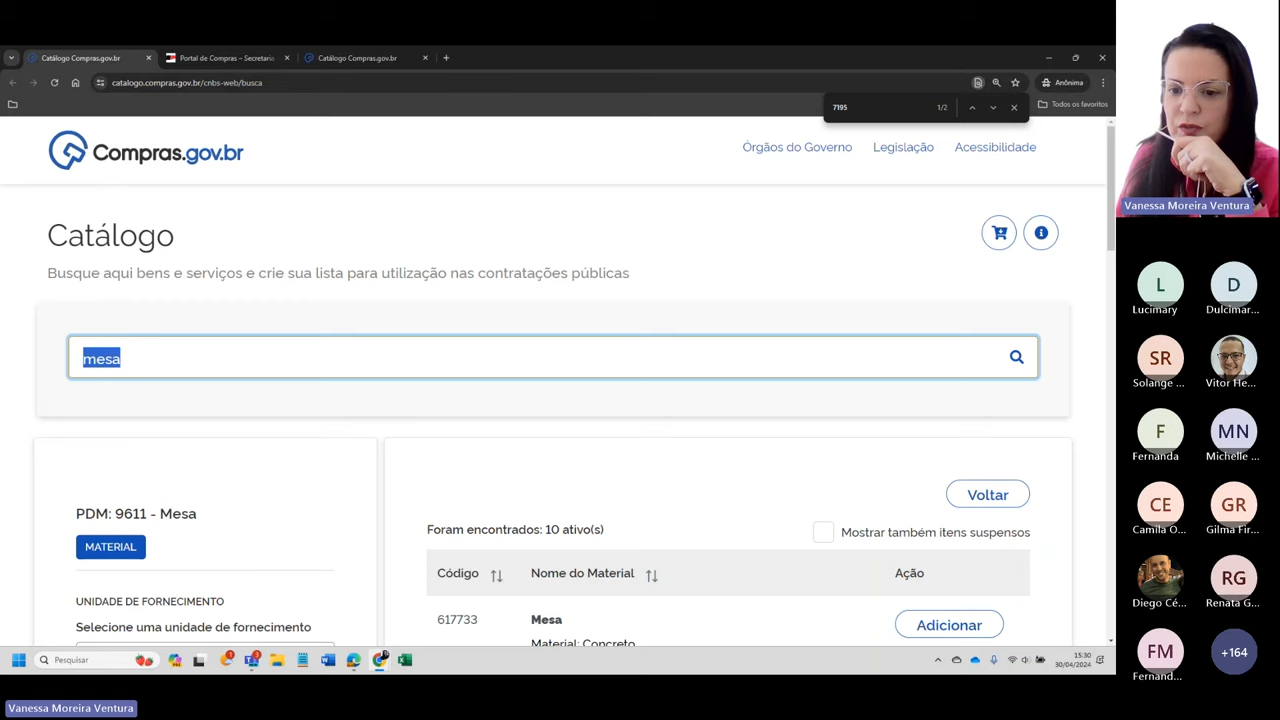 Catálogo Compras.gov.br
Portal de Compras – Secretaria
Catálogo Compras.gov.br
catalogo.compras.gov.br/cnbs-web/busca
Anônima
7195
1/2
Todos os favoritos
Compras.gov.br
Órgãos do Governo
Legislação
Acessibilidade
Catálogo
Busque aqui bens e serviços e crie sua lista para utilização nas contratações públicas
mesa
PDM: 9611 - Mesa
MATERIAL
UNIDADE DE FORNECIMENTO
Selecione uma unidade de fornecimento
Voltar
Foram encontrados: 10 ativo(s)
Mostrar também itens suspensos
Código
Nome do Material
Ação
617733
Mesa
Adicionar
Material: Concreto
Pesquisar
15:30
30/04/2024
Vanessa Moreira Ventura
Vanessa Moreira Ventura
L
Lucimary
D
Dulcimar...
SR
Solange ...
Vitor He...
F
Fernanda
MN
Michelle ...
CE
Camila O...
GR
Gilma Fir...
Diego Cé...
RG
Renata G...
FM
Fernand...
+164